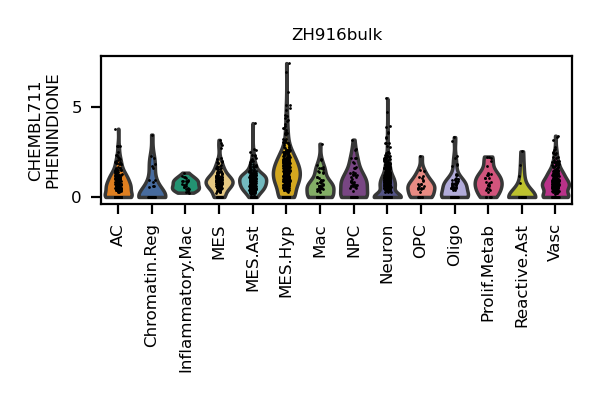 ZH916bulk
CHEMBL711
PHENINDIONE
5
0
AC
Chromatin.Reg
Inflammatory.Mac
MES
MES.Ast
MES.Hyp
Mac
NPC
Neuron
OPC
Oligo
Prolif.Metab
Reactive.Ast
Vasc